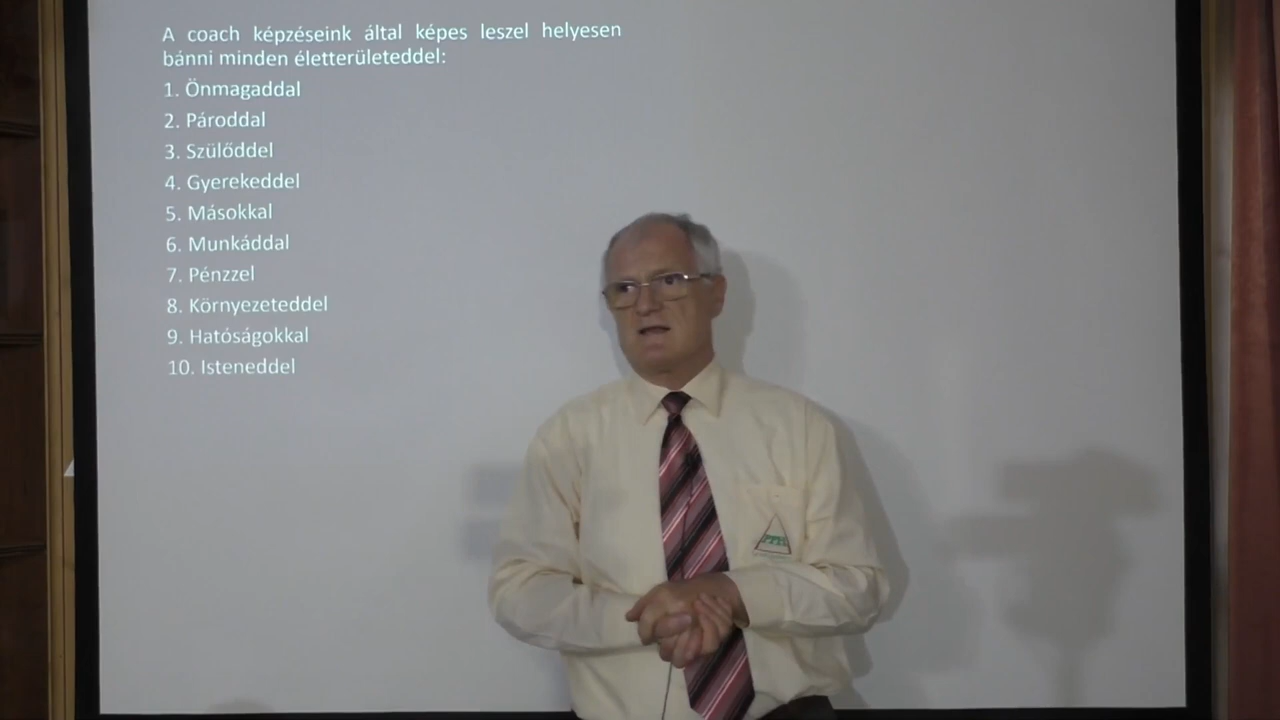 A coach képzéseink által képes leszel helyesen
bánni minden életterületeddel:
1. Önmagaddal
2. Pároddal
3. Szülőddel
4. Gyerekeddel
5. Másokkal
6. Munkáddal
7. Pénzzel
8. Környezeteddel
9. Hatóságokkal
10. Isteneddel